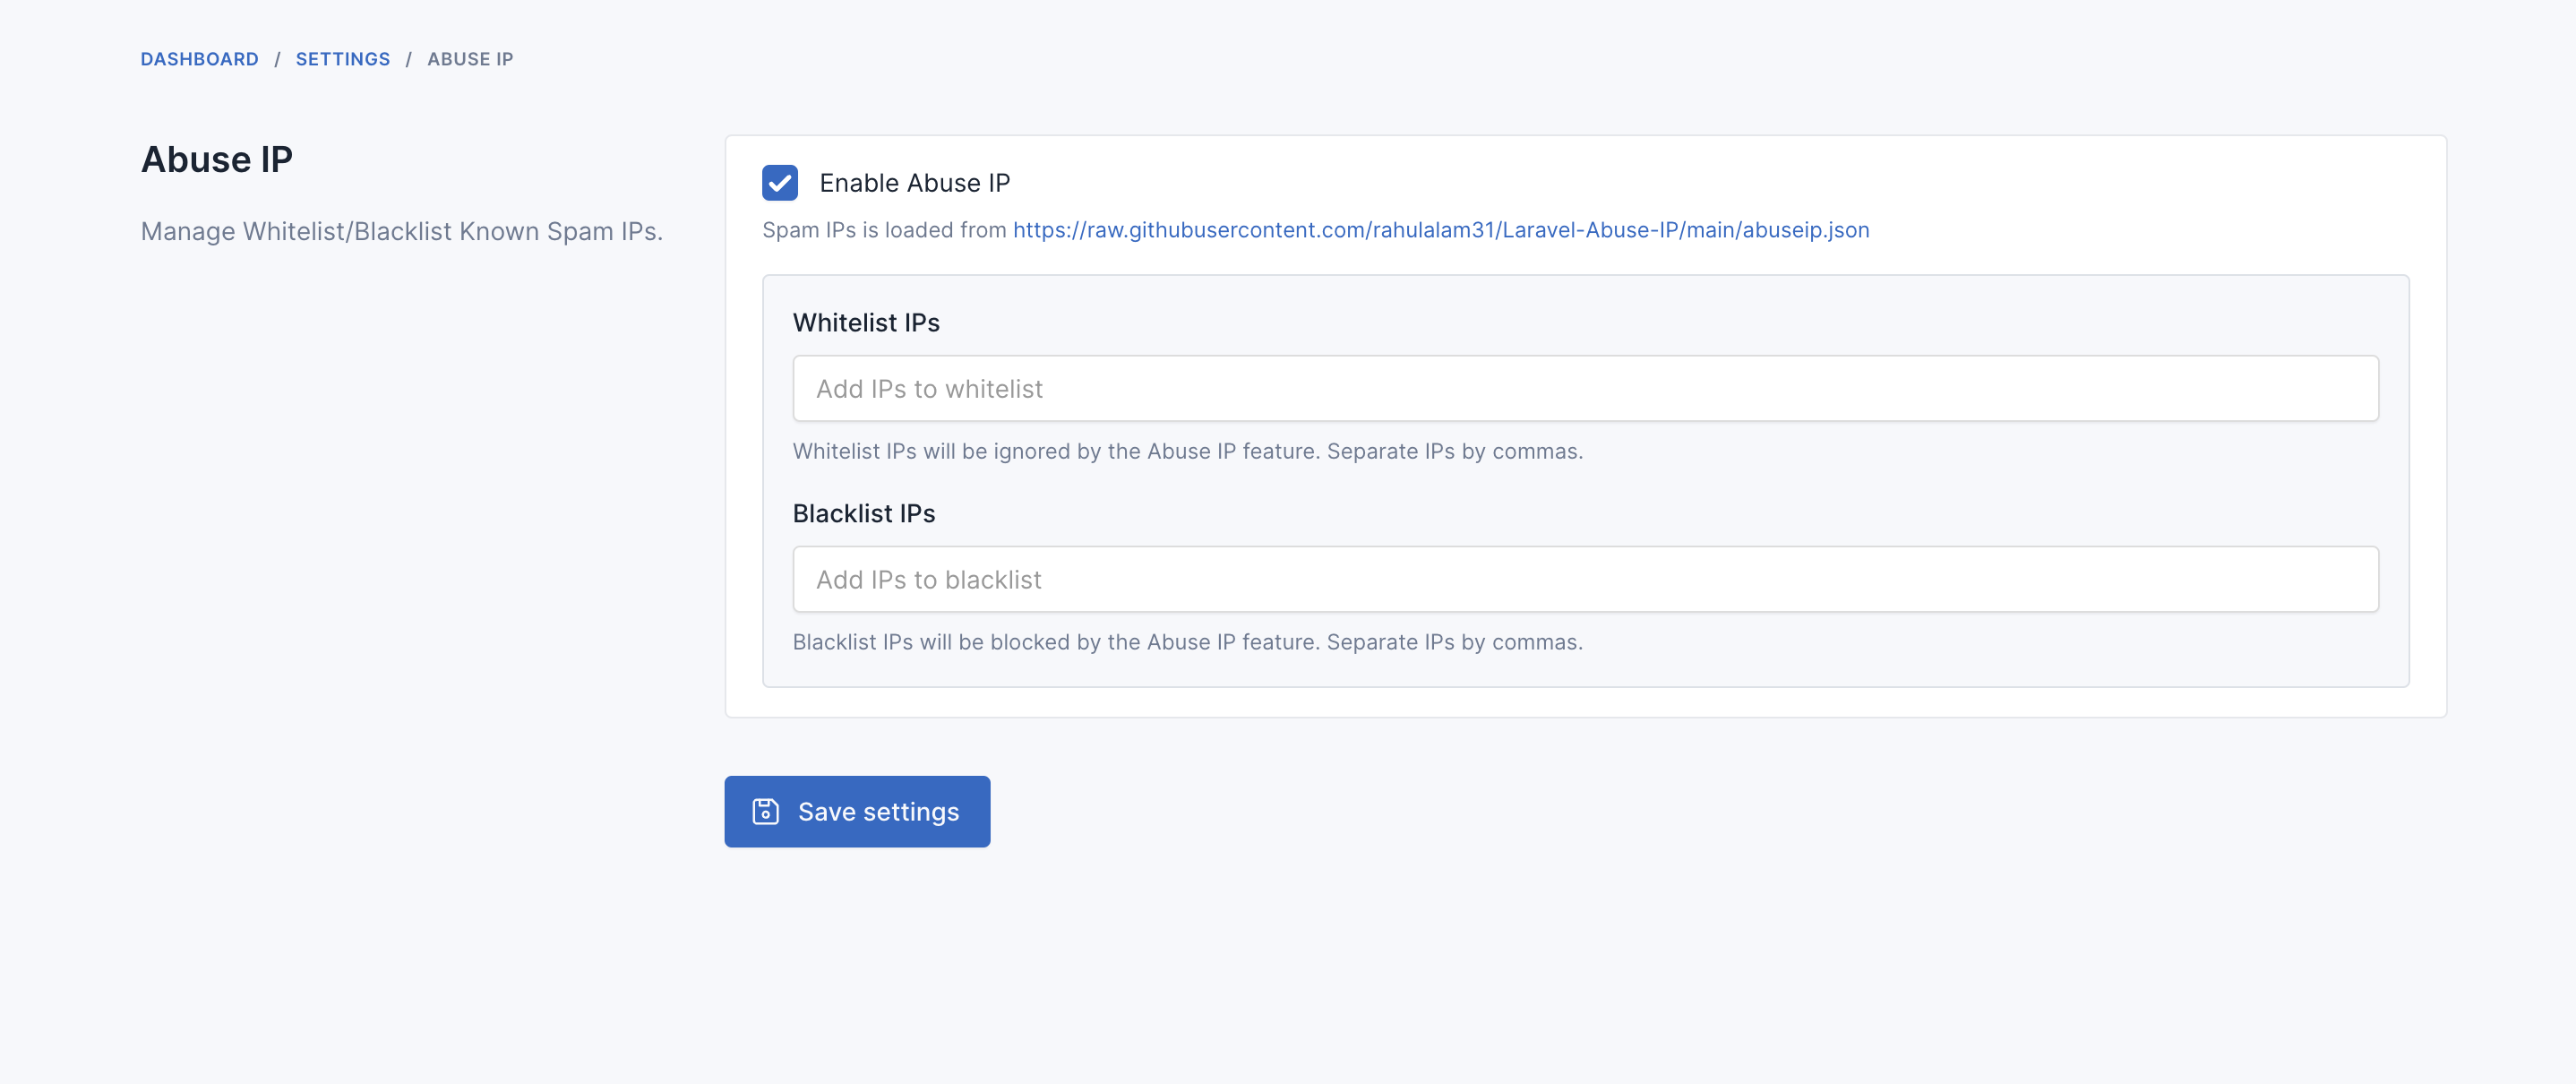 DASHBOARD / SETTINGS / ABUSE IP
Abuse IP
Manage Whitelist/Blacklist Known Spam IPs.
Enable Abuse IP
Spam IPs is loaded from https://raw.githubusercontent.com/rahulalam31/Laravel-Abuse-IP/main/abuseip.json
Whitelist IPs
Add IPs to whitelist
Whitelist IPs will be ignored by the Abuse IP feature. Separate IPs by commas.
Blacklist IPs
Add IPs to blacklist
Blacklist IPs will be blocked by the Abuse IP feature. Separate IPs by commas.
Save settings